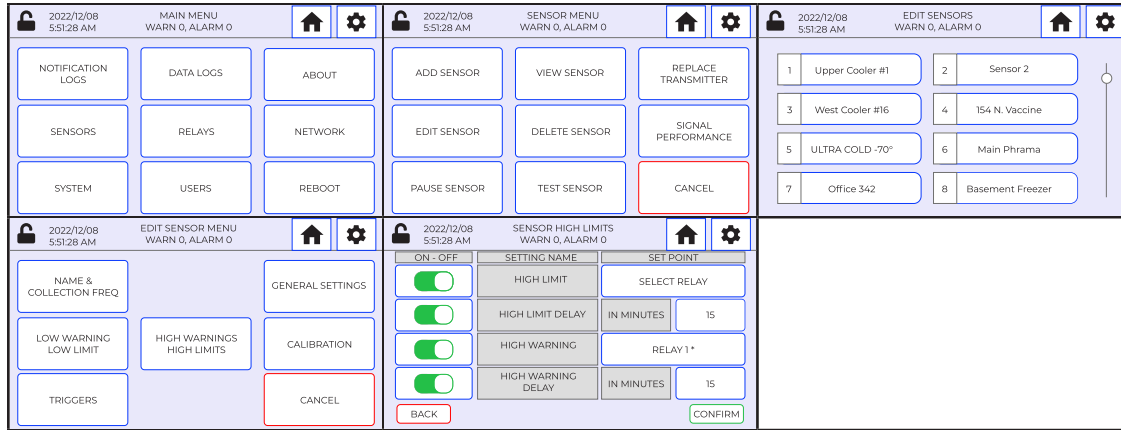 2022/12/08
5:51:28 AM
MAIN MENU
WARN 0, ALARM 0
NOTIFICATION
LOGS
DATA LOGS
ABOUT
SENSORS
RELAYS
NETWORK
SYSTEM
USERS
REBOOT
2022/12/08
5:51:28 AM
SENSOR MENU
WARN 0, ALARM 0
ADD SENSOR
VIEW SENSOR
REPLACE
TRANSMITTER
EDIT SENSOR
DELETE SENSOR
SIGNAL
PERFORMANCE
PAUSE SENSOR
TEST SENSOR
CANCEL
2022/12/08
5:51:28 AM
EDIT SENSORS
WARN 0, ALARM 0
1 Upper Cooler #1
2 Sensor 2
3 West Cooler #16
4 154 N. Vaccine
5 ULTRA COLD -70°
6 Main Phrama
7 Office 342
8 Basement Freezer
2022/12/08
5:51:28 AM
EDIT SENSOR MENU
WARN 0, ALARM 0
NAME &
COLLECTION FREQ
GENERAL SETTINGS
LOW WARNING
LOW LIMIT
HIGH WARNINGS
HIGH LIMITS
CALIBRATION
TRIGGERS
CANCEL
2022/12/08
5:51:28 AM
SENSOR HIGH LIMITS
WARN 0, ALARM 0
ON - OFF
SETTING NAME
SET POINT
HIGH LIMIT
SELECT RELAY
HIGH LIMIT DELAY
IN MINUTES
15
HIGH WARNING
RELAY 1 *
HIGH WARNING
DELAY
IN MINUTES
15
BACK
CONFIRM